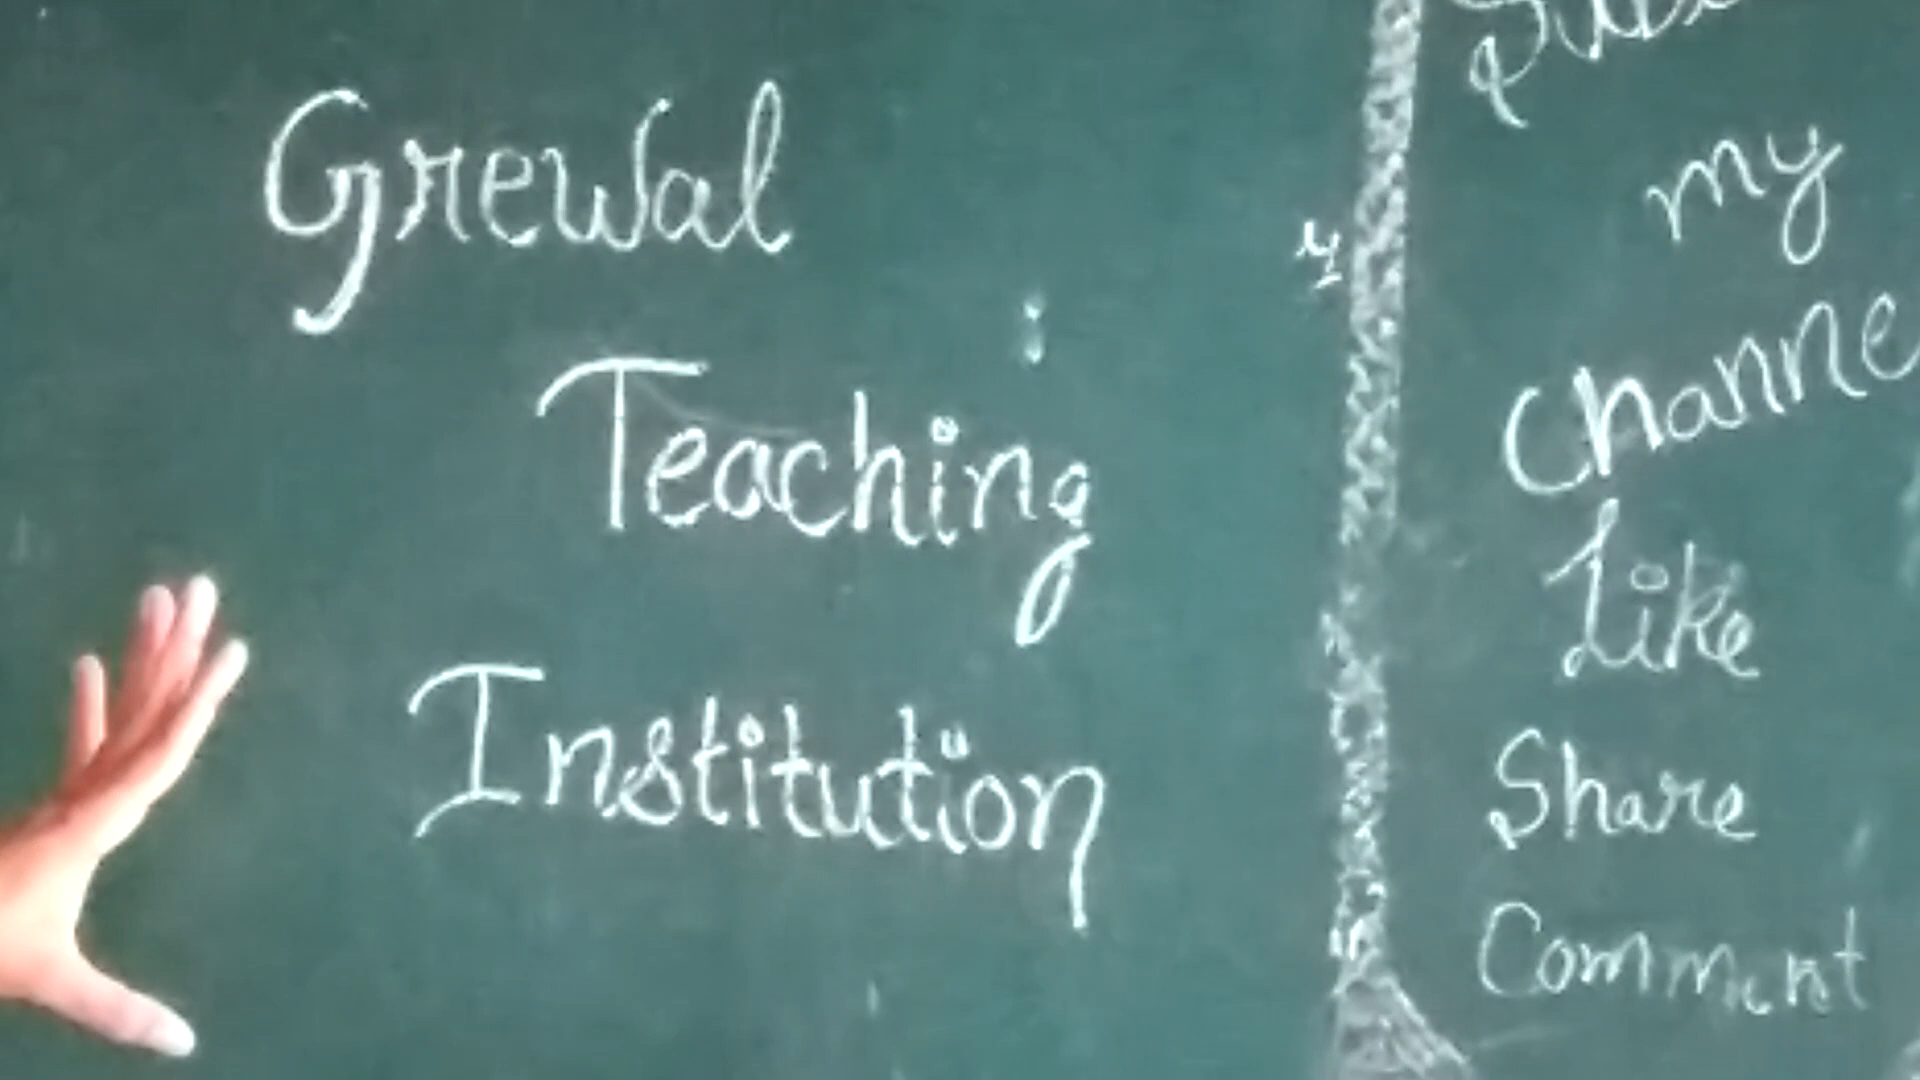 Grewal
Teaching
Institution
my
Channe
Like
Share
Comment